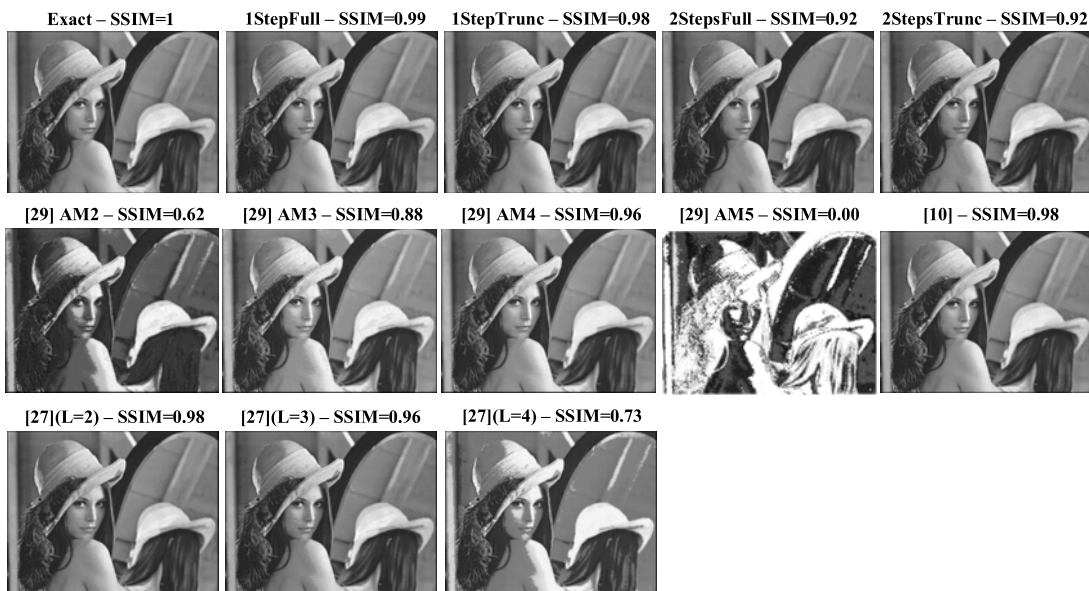 Exact – SSIM=1
1StepFull – SSIM=0.99
1StepTrunc – SSIM=0.98
2StepsFull – SSIM=0.92
2StepsTrunc – SSIM=0.92
[29] AM2 – SSIM=0.62
[29] AM3 – SSIM=0.88
[29] AM4 – SSIM=0.96
[29] AM5 – SSIM=0.00
[10] – SSIM=0.98
[27](L=2) – SSIM=0.98
[27](L=3) – SSIM=0.96
[27](L=4) – SSIM=0.73